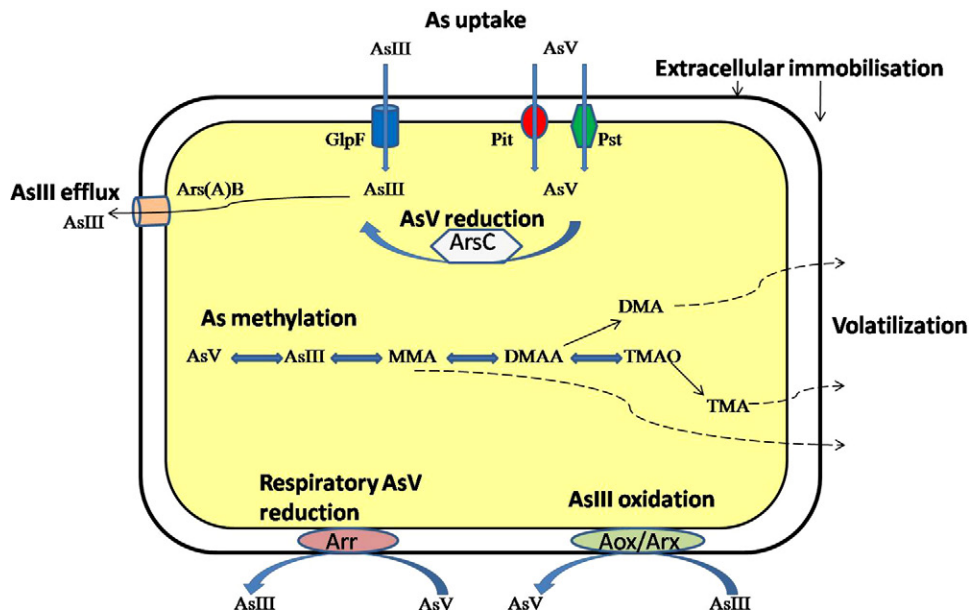 As uptake
AsIII
AsV
Extracellular immobilisation
GlpF
Pit
Pst
AsIII efflux
Ars(A)B
AsIII
AsIII
AsV
AsV reduction
ArsC
DMA
As methylation
Volatilization
AsV
AsIII
MMA
DMAA
TMAO
TMA
Respiratory AsV
reduction
AsIII oxidation
Arr
Aox/Arx
AsIII
AsV
AsV
AsIII